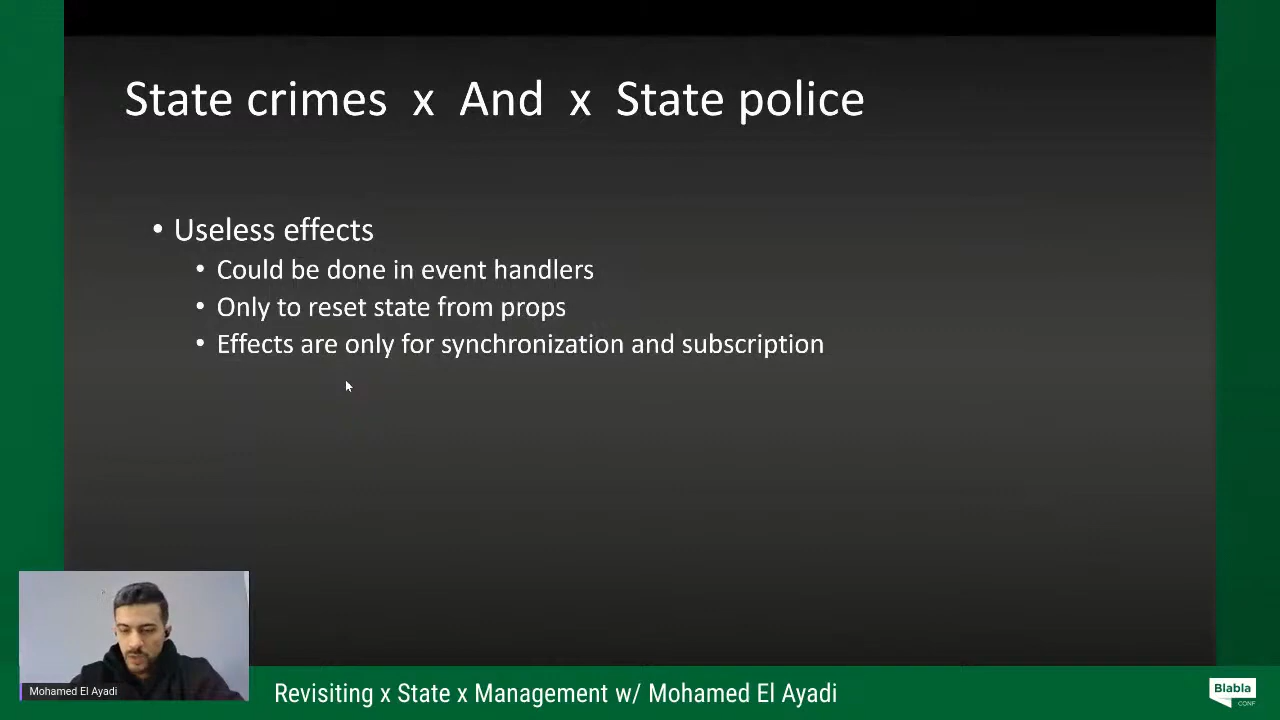 State crimes x And x State police
• Useless effects
• Could be done in event handlers
• Only to reset state from props
• Effects are only for synchronization and subscription
Mohamed El Ayadi
Revisiting x State x Management w/ Mohamed El Ayadi
Blabla
CONF